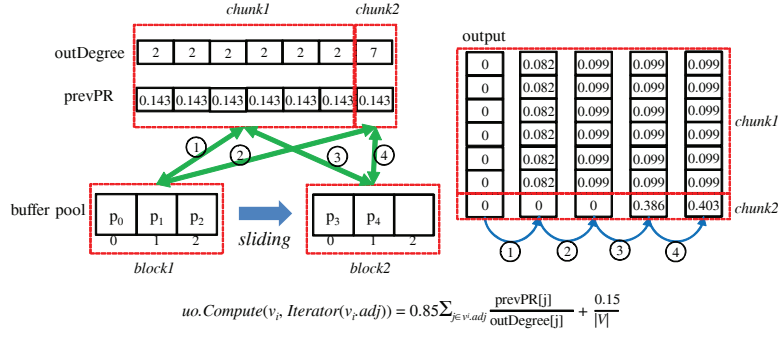 chunk1 chunk2
outDegree 2 2 2 2 2 2 7
prevPR 0.143 0.143 0.143 0.143 0.143 0.143 0.143
1 2 3 4
buffer pool p0 p1 p2 sliding p3 p4
0 1 2 0 1 2
block1 block2
output
0 0.082 0.099 0.099 0.099
0 0.082 0.099 0.099 0.099
0 0.082 0.099 0.099 0.099
0 0.082 0.099 0.099 0.099
0 0.082 0.099 0.099 0.099
0 0.082 0.099 0.099 0.099
chunk1
0 0 0 0.386 0.403 chunk2
1 2 3 4
uo.Compute(vi, Iterator(vi.adj)) = 0.85∑j∈vi.adj prevPR[j]/outDegree[j] + 0.15/|V|